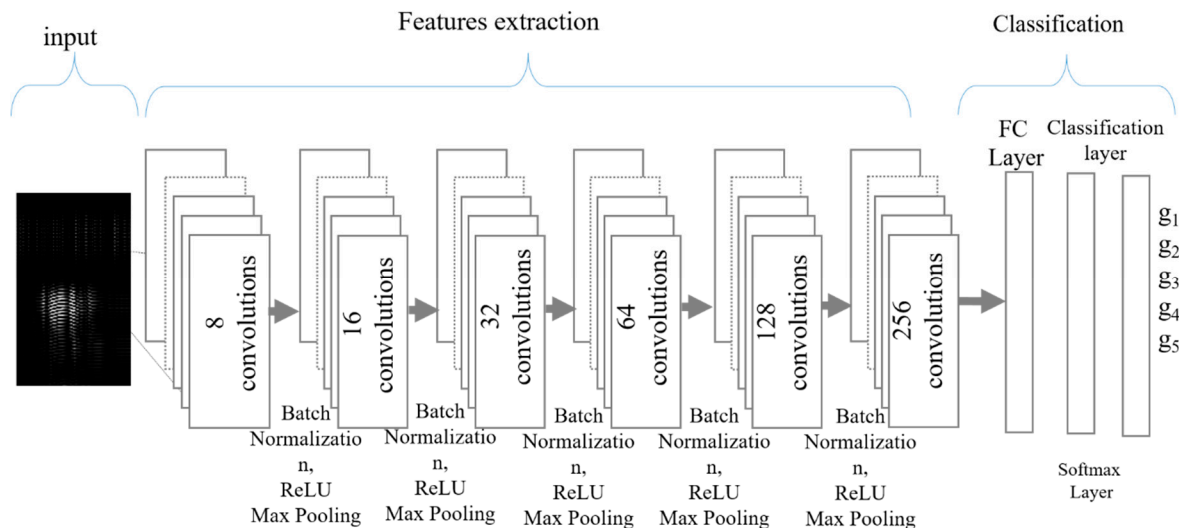 input
Features extraction
Classification
FC
Layer
Classification
layer
8
convolutions
16
convolutions
32
convolutions
64
convolutions
128
convolutions
256
convolutions
g1
g2
g3
g4
g5
Batch
Normalizatio
n,
ReLU
Max Pooling
Batch
Normalizatio
n,
ReLU
Max Pooling
Batch
Normalizatio
n,
ReLU
Max Pooling
Batch
Normalizatio
n,
ReLU
Max Pooling
Batch
Normalizatio
n,
ReLU
Max Pooling
Softmax
Layer